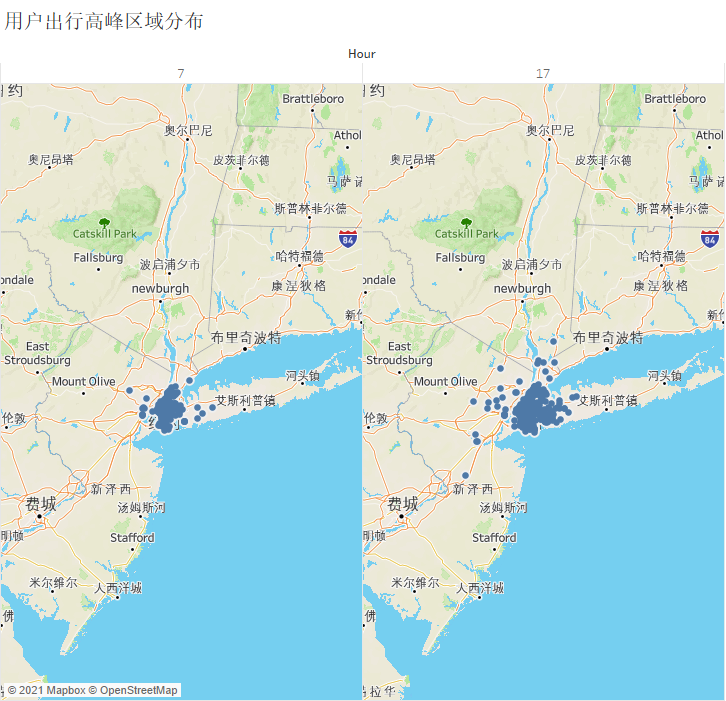 用户出行高峰区域分布
Hour
7
17
约
Brattleboro
奥尔巴尼
Athol
奥尼昂塔
皮茨菲尔德
马萨诸
斯普林菲尔德
Catskill Park
84
Fallsburg
波启浦夕市
哈特福德
ondale
newburgh
康涅狄格
新伦
布里奇波特
East
Stroudsburg
Mount Olive
河头镇
艾斯利普镇
伦敦
纽约
新泽西
费城
汤姆斯河
明顿
Stafford
米尔维尔
大西洋城
佛
© 2021 Mapbox © OpenStreetMap
Brattleboro
奥尔巴尼
Athol
奥尼昂塔
皮茨菲尔德
马萨诸
斯普林菲尔德
Catskill Park
84
Fallsburg
波启浦夕市
哈特福德
ondale
newburgh
康涅狄格
布里奇波特
East
Stroudsburg
Mount Olive
河头镇
艾斯利普镇
伦敦
新泽西
费城
汤姆斯河
明顿
Stafford
米尔维尔
大西洋城
佛
拉华